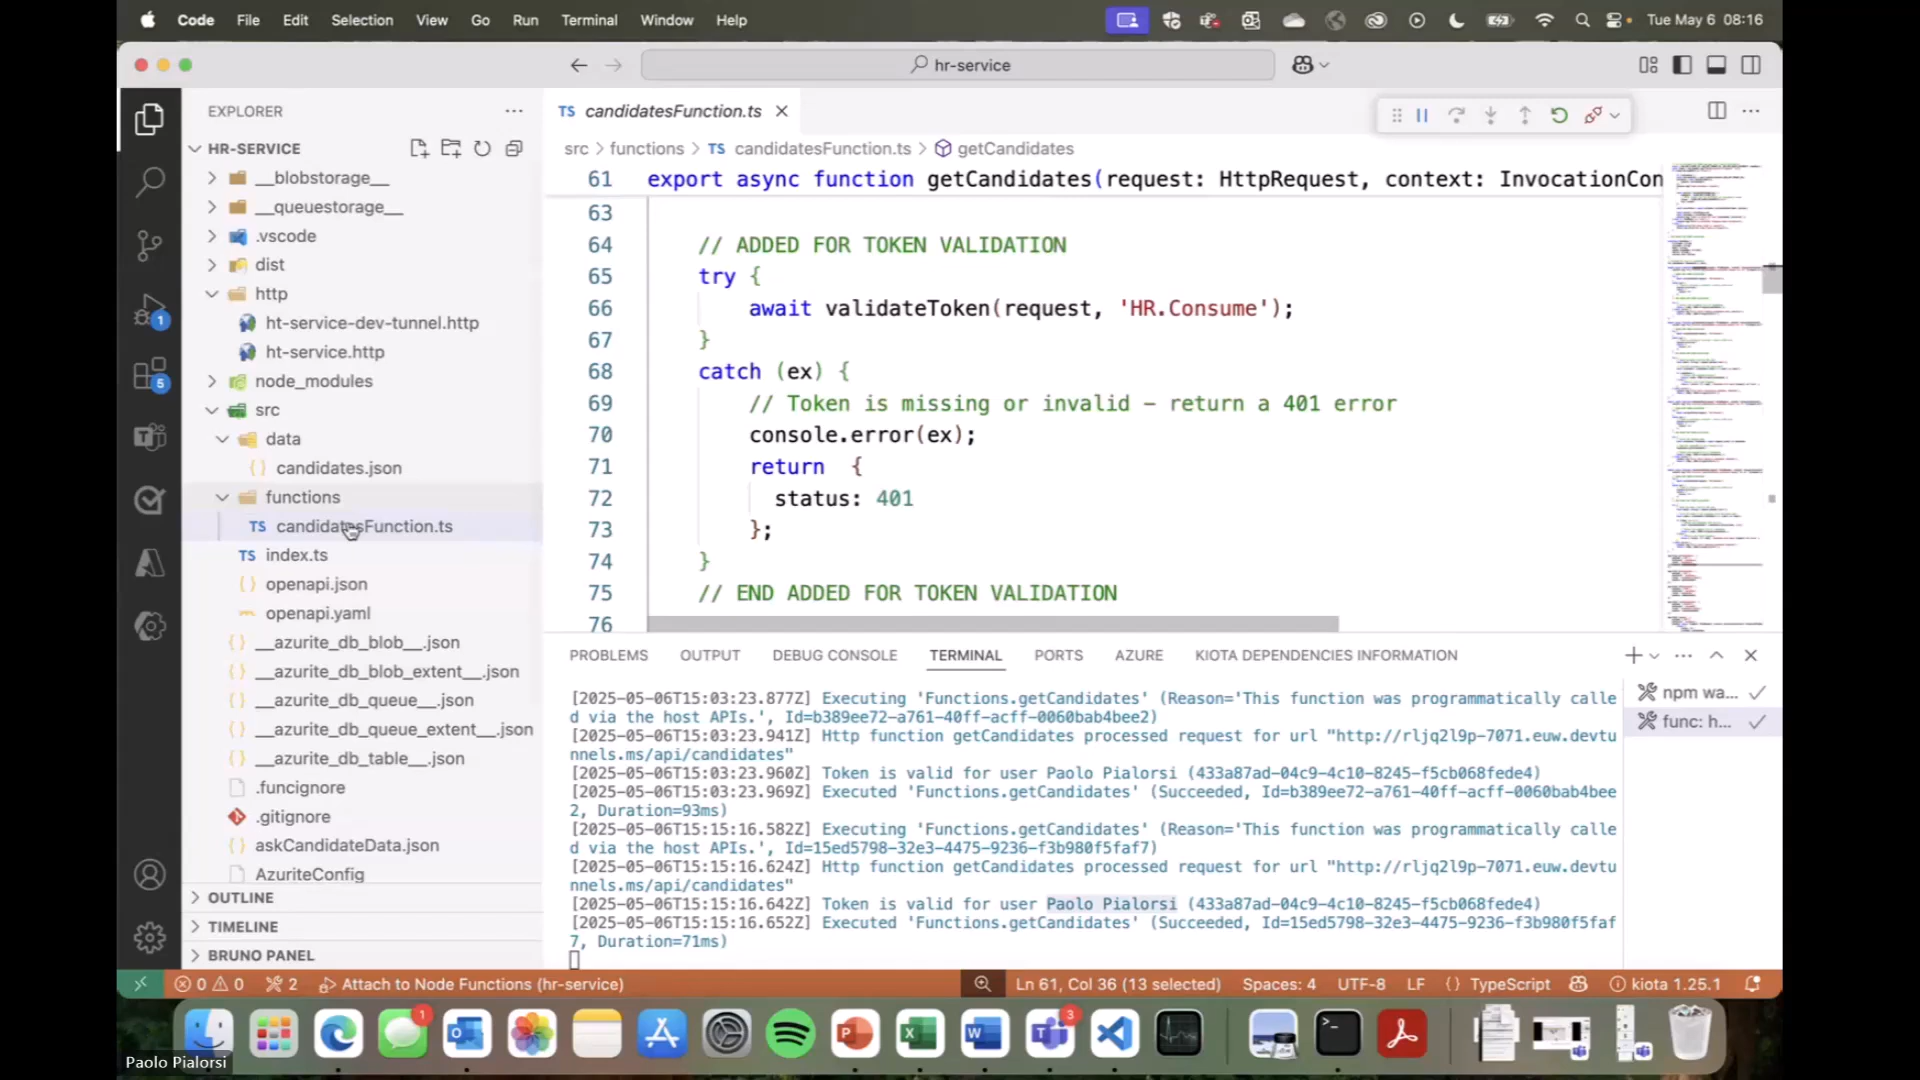 Code File Edit Selection View Go Run Terminal Window Help Tue May 6 08:16
hr-service
EXPLORER
HR-SERVICE
__blobstorage__
__queuestorage__
.vscode
dist
http
ht-service-dev-tunnel.http
ht-service.http
node_modules
src
data
candidates.json
functions
TS candidatesFunction.ts
TS index.ts
openapi.json
openapi.yaml
__azurite_db_blob__.json
__azurite_db_blob_extent__.json
__azurite_db_queue__.json
__azurite_db_queue_extent__.json
__azurite_db_table__.json
.funcignore
.gitignore
askCandidateData.json
AzuriteConfig
OUTLINE
TIMELINE
BRUNO PANEL
1
5
TS candidatesFunction.ts
src > functions > TS candidatesFunction.ts > getCandidates
61 export async function getCandidates(request: HttpRequest, context: InvocationCon
63
64 // ADDED FOR TOKEN VALIDATION
65 try {
66 await validateToken(request, 'HR.Consume');
67 }
68 catch (ex) {
69 // Token is missing or invalid – return a 401 error
70 console.error(ex);
71 return {
72 status: 401
73 };
74 }
75 // END ADDED FOR TOKEN VALIDATION
76
PROBLEMS OUTPUT DEBUG CONSOLE TERMINAL PORTS AZURE KIOTA DEPENDENCIES INFORMATION
[2025-05-06T15:03:23.877Z] Executing 'Functions.getCandidates' (Reason='This function was programmatically calle
d via the host APIs.', Id=b389ee72-a761-40ff-acff-0060bab4bee2)
[2025-05-06T15:03:23.941Z] Http function getCandidates processed request for url "http://rljq2l9p-7071.euw.devtu
nnels.ms/api/candidates"
[2025-05-06T15:03:23.960Z] Token is valid for user Paolo Pialorsi (433a87ad-04c9-4c10-8245-f5cb068fede4)
[2025-05-06T15:03:23.969Z] Executed 'Functions.getCandidates' (Succeeded, Id=b389ee72-a761-40ff-acff-0060bab4bee
2, Duration=93ms)
[2025-05-06T15:15:16.582Z] Executing 'Functions.getCandidates' (Reason='This function was programmatically calle
d via the host APIs.', Id=15ed5798-32e3-4475-9236-f3b980f5faf7)
[2025-05-06T15:15:16.624Z] Http function getCandidates processed request for url "http://rljq2l9p-7071.euw.devtu
nnels.ms/api/candidates"
[2025-05-06T15:15:16.642Z] Token is valid for user Paolo Pialorsi (433a87ad-04c9-4c10-8245-f5cb068fede4)
[2025-05-06T15:15:16.652Z] Executed 'Functions.getCandidates' (Succeeded, Id=15ed5798-32e3-4475-9236-f3b980f5faf
7, Duration=71ms)
npm wa...
func: h...
0 0 2 Attach to Node Functions (hr-service) Ln 61, Col 36 (13 selected) Spaces: 4 UTF-8 LF {} TypeScript kiota 1.25.1
1
3
Paolo Pialorsi